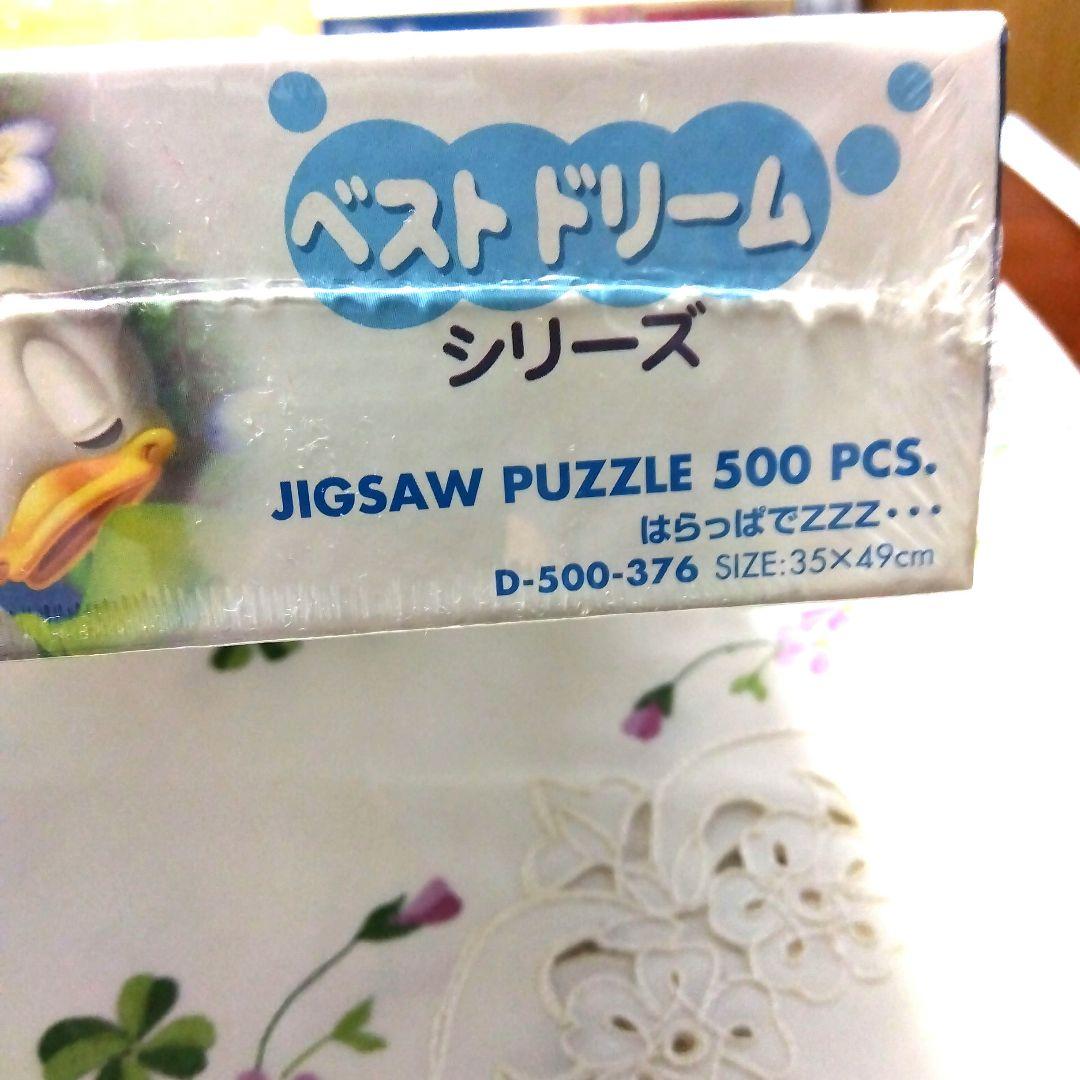 ベストドリーム
シリーズ
JIGSAW PUZZLE 500 PCS.
はらっぱでZZZ・・・
D-500-376 SIZE:35×49cm